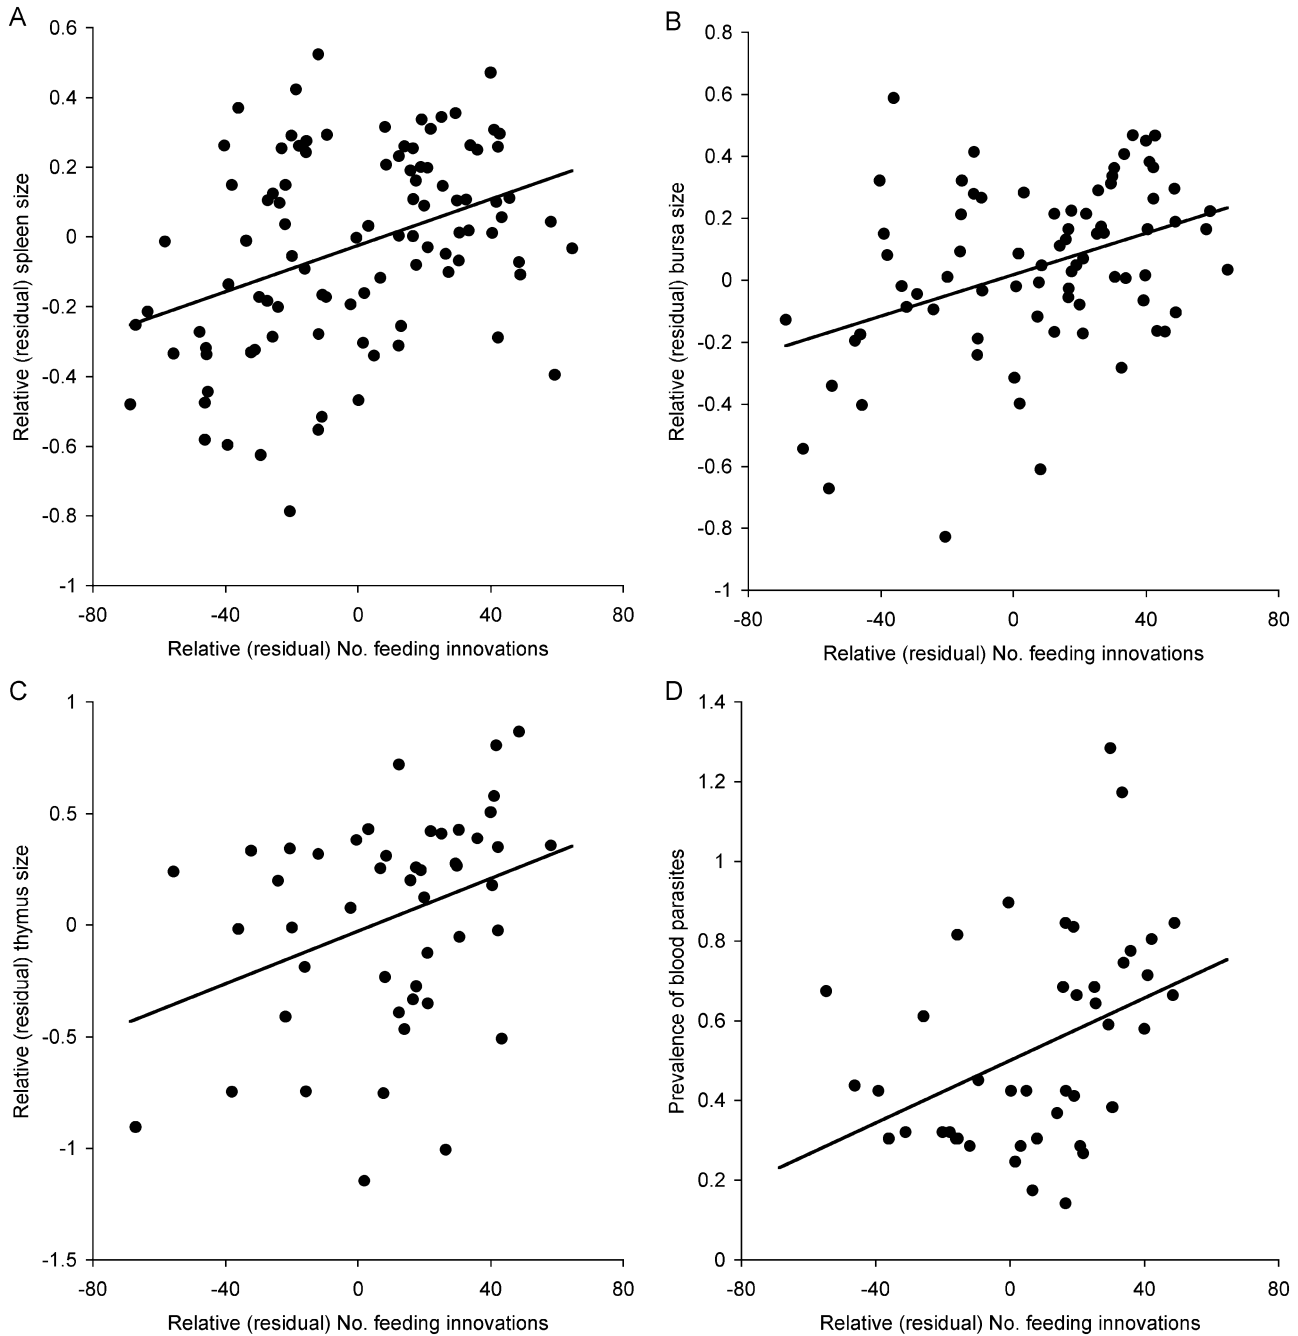 A
0.6
0.4
0.2
0
-0.2
-0.4
-0.6
-0.8
-1
-80 -40 0 40 80
Relative (residual) spleen size
Relative (residual) No. feeding innovations
B
0.8
0.6
0.4
0.2
0
-0.2
-0.4
-0.6
-0.8
-1
-80 -40 0 40 80
Relative (residual) bursa size
Relative (residual) No. feeding innovations
C
1
0.5
0
-0.5
-1
-1.5
-80 -40 0 40 80
Relative (residual) thymus size
Relative (residual) No. feeding innovations
D
1.4
1.2
1
0.8
0.6
0.4
0.2
0
-80 -40 0 40 80
Prevalence of blood parasites
Relative (residual) No. feeding innovations